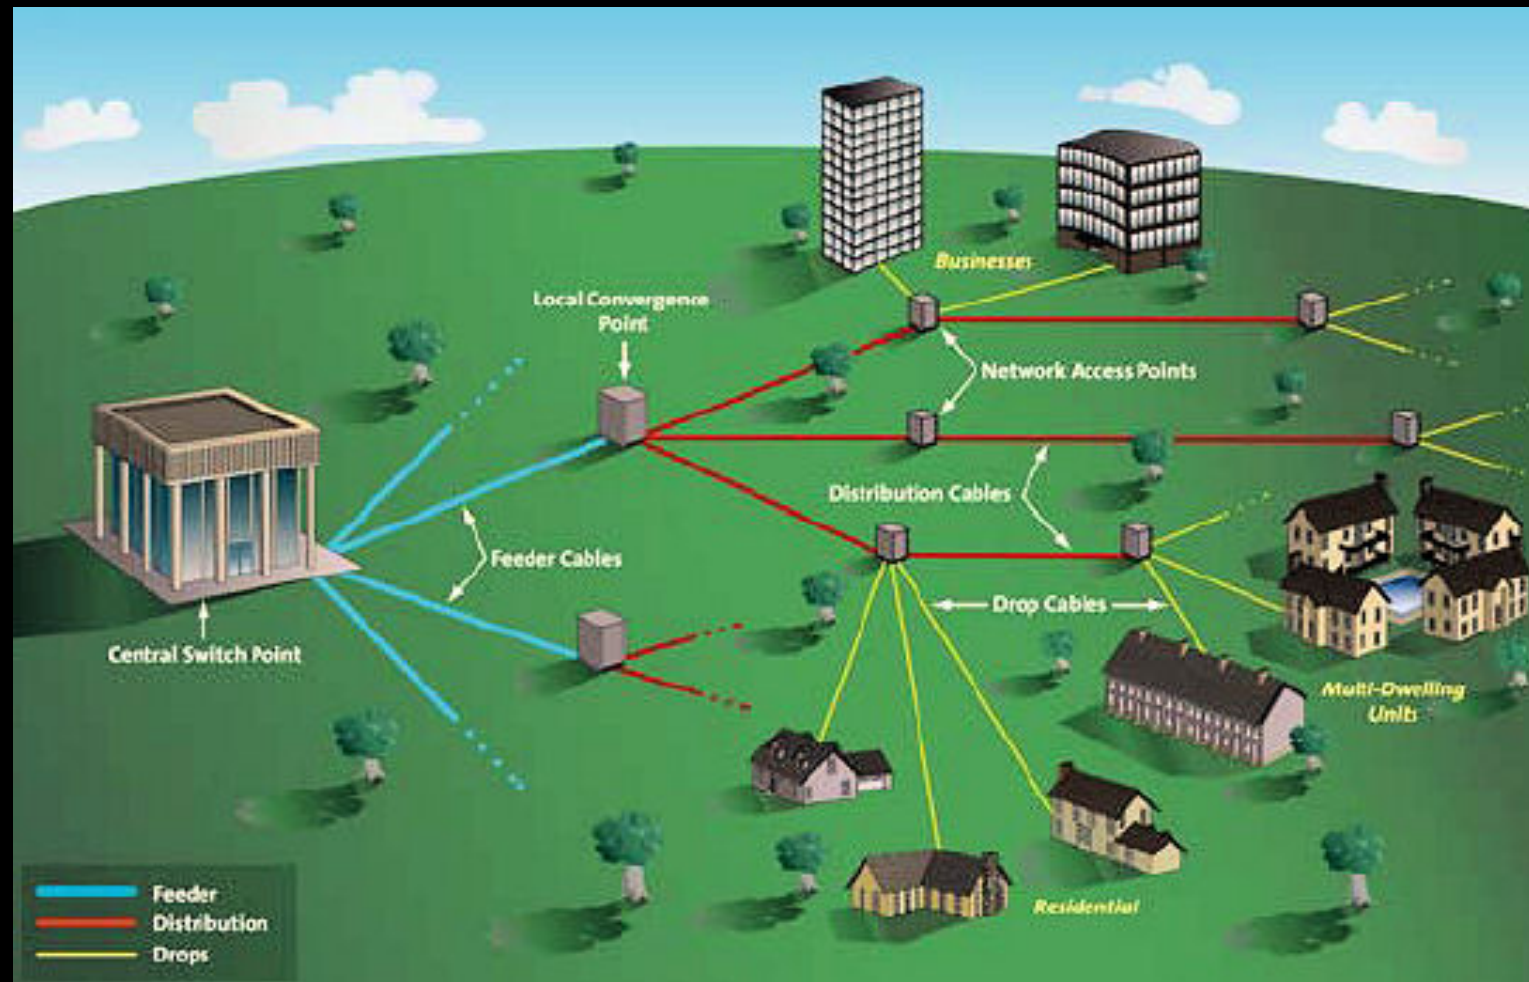 Businesses
Local Convergence
Point
Network Access Points
Distribution Cables
Feeder Cables
Drop Cables
Central Switch Point
Multi-Dwelling
Units
Residential
Feeder
Distribution
Drops